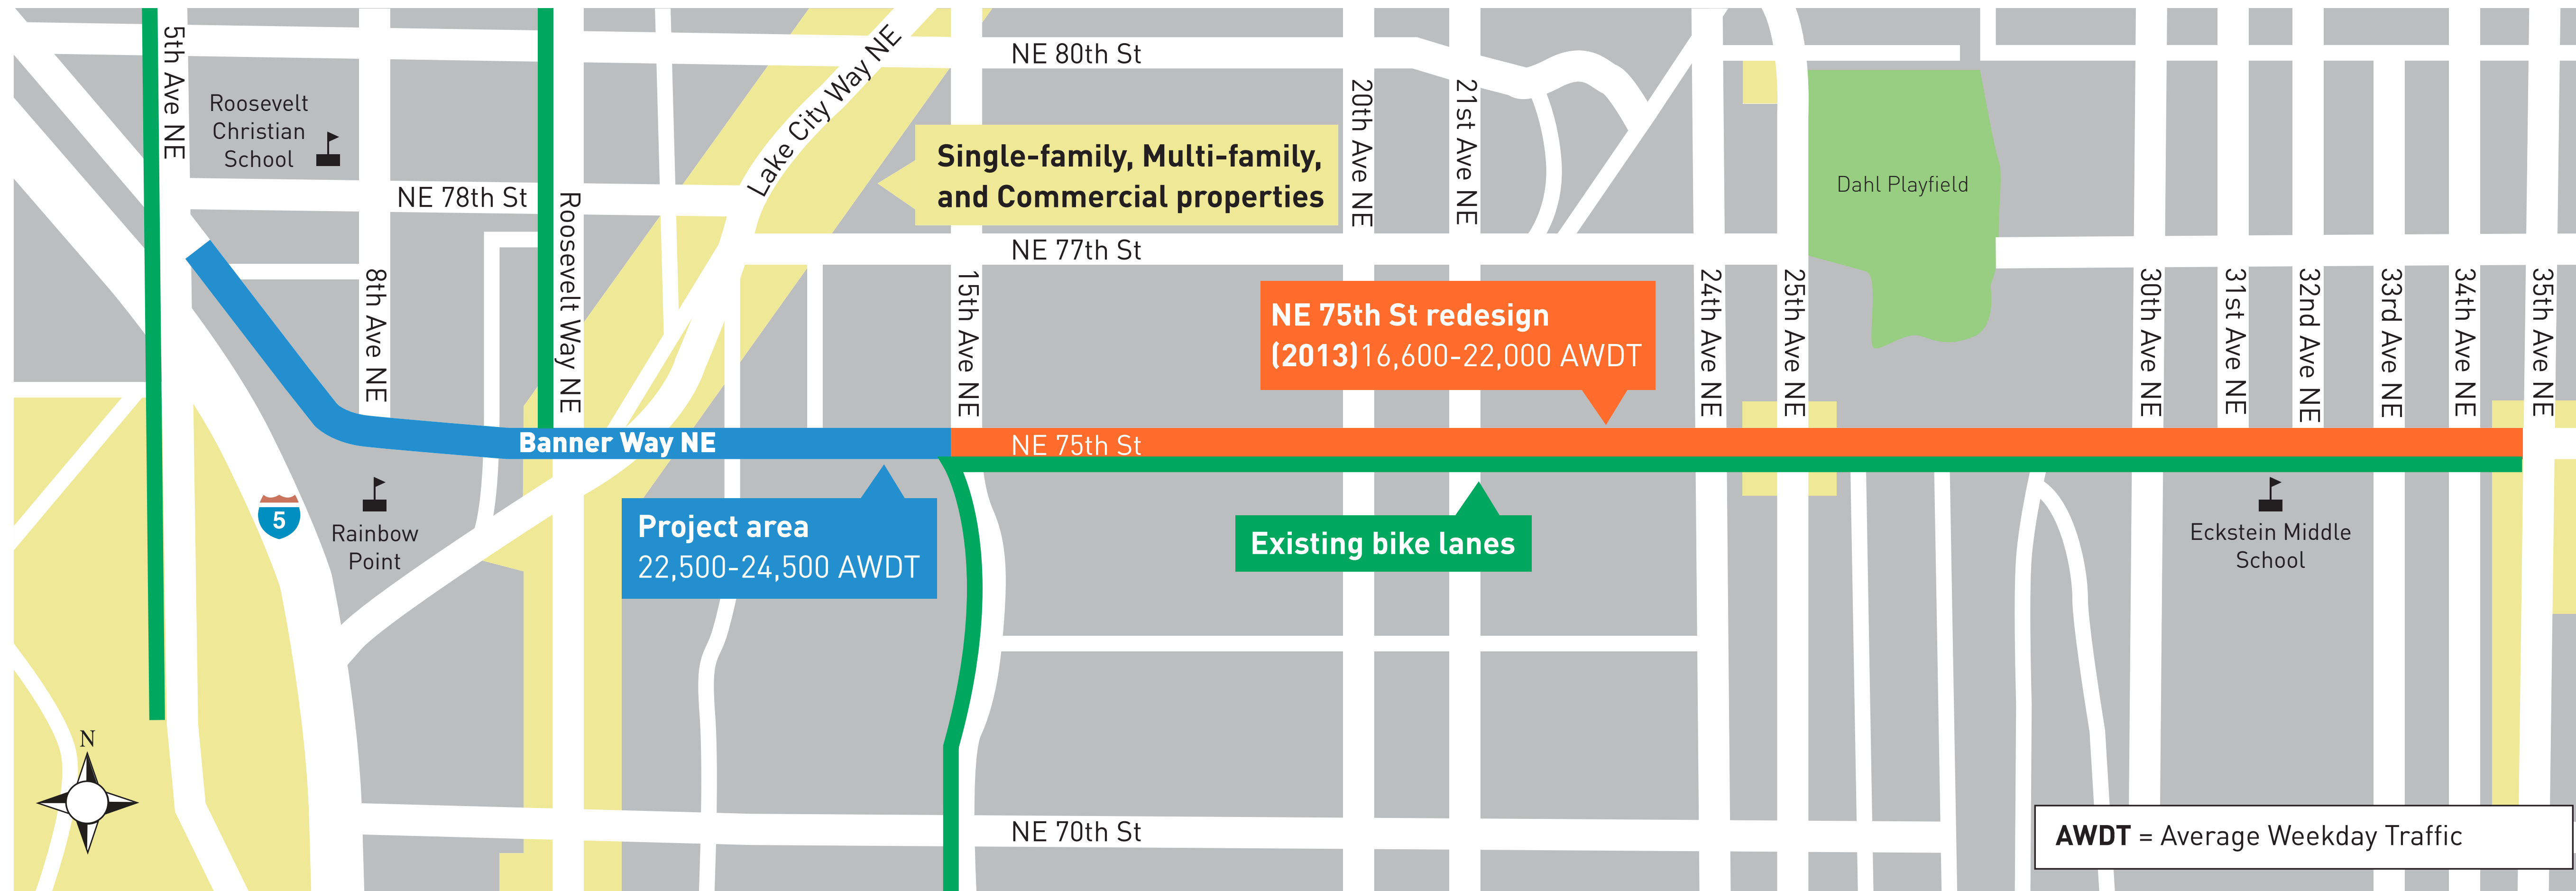 5th Ave NE
Roosevelt
Christian
School
NE 78th St
8th Ave NE
Roosevelt Way NE
Lake City Way NE
NE 80th St
Single-family, Multi-family,
and Commercial properties
NE 77th St
15th Ave NE
20th Ave NE
21st Ave NE
NE 75th St redesign
(2013)16,600-22,000 AWDT
24th Ave NE
25th Ave NE
Dahl Playfield
30th Ave NE
31st Ave NE
32nd Ave NE
33rd Ave NE
34th Ave NE
35th Ave NE
Banner Way NE
NE 75th St
5
Rainbow
Point
Project area
22,500-24,500 AWDT
Existing bike lanes
Eckstein Middle
School
N
NE 70th St
AWDT = Average Weekday Traffic